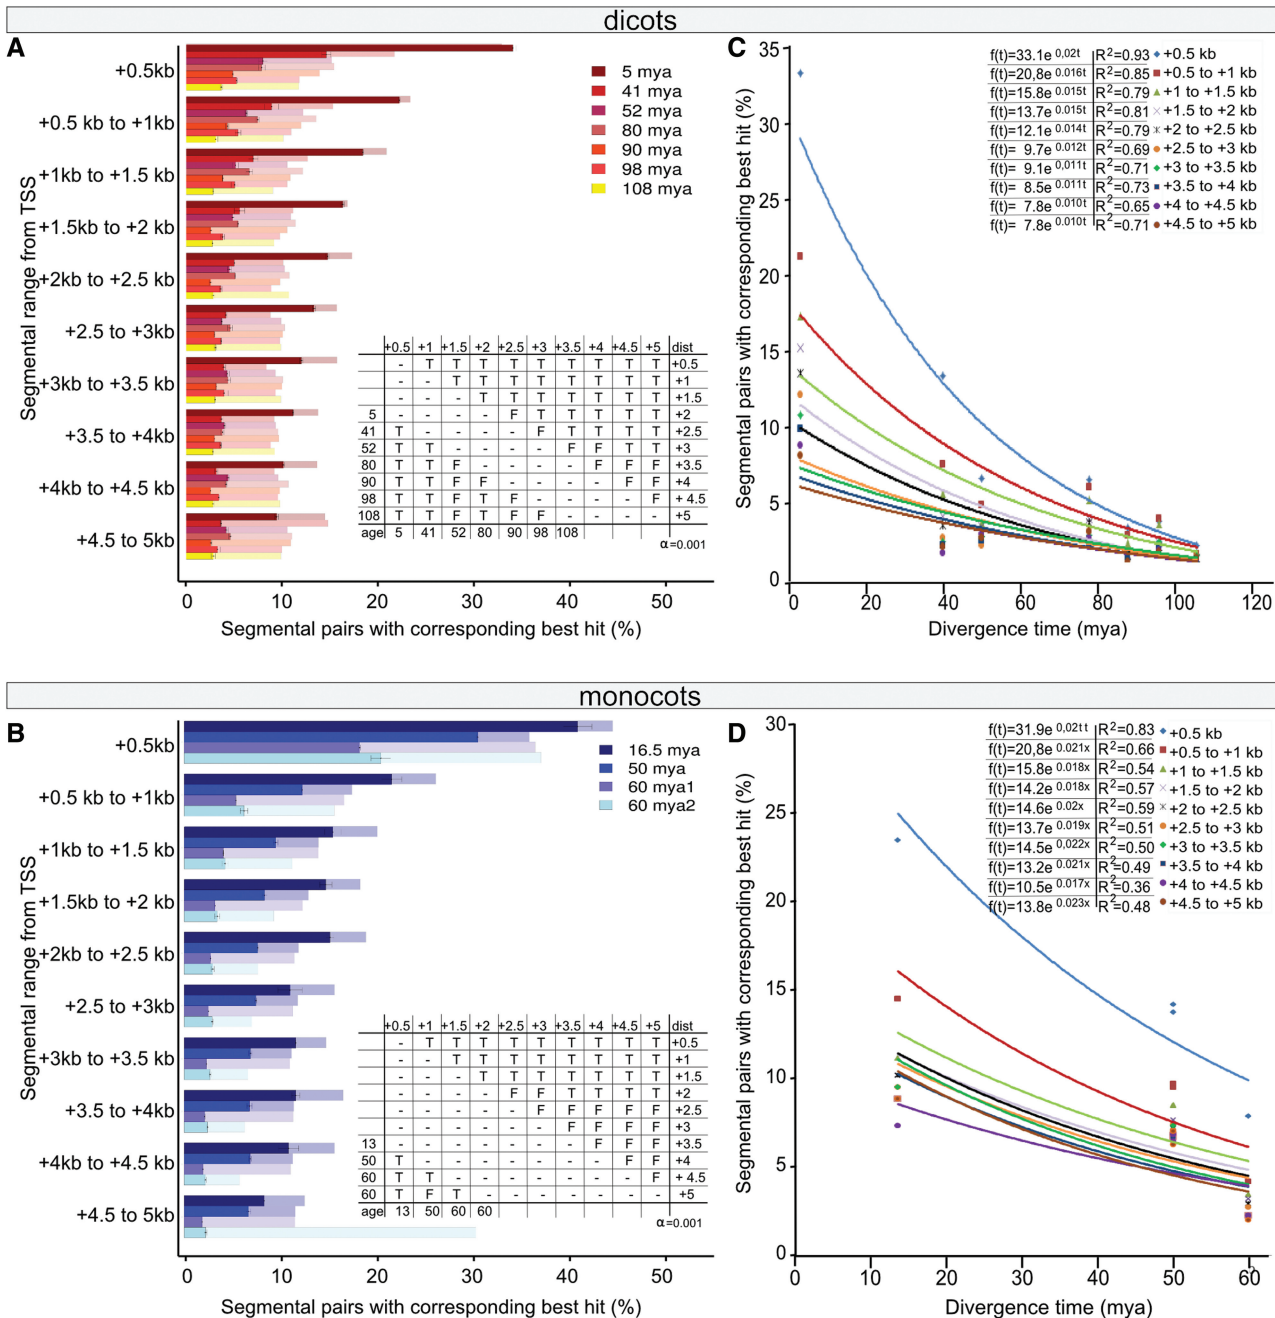 dicots
A
Segmental range from TSS
+0.5kb
+0.5 kb to +1kb
+1kb to +1.5 kb
+1.5kb to +2 kb
+2kb to +2.5 kb
+2.5 to +3kb
+3kb to +3.5 kb
+3.5 to +4kb
+4kb to +4.5 kb
+4.5 to 5kb
5 mya
41 mya
52 mya
80 mya
90 mya
98 mya
108 mya
+0.5 +1 +1.5 +2 +2.5 +3 +3.5 +4 +4.5 +5 dist
- T T T T T T T T T +0.5
- - T T T T T T T T +1
- - - T T T T T T T +1.5
5 - - - - F T T T T T +2
41 T - - - - F T T T T +2.5
52 T T - - - - F F T T +3
80 T T F - - - - F F F +3.5
90 T T F F - - - - F F +4
98 T T F T F - - - - F + 4.5
108 T T F T F F - - - - +5
age 5 41 52 80 90 98 108
α=0.001
0 10 20 30 40 50
Segmental pairs with corresponding best hit (%)
C
Segmental pairs with corresponding best hit (%)
35
30
25
20
15
10
5
0
f(t)=33.1e 0,02t R2=0.93 +0.5 kb
f(t)=20,8e 0.016t R2=0.85 +0.5 to +1 kb
f(t)=15.8e 0.015t R2=0.79 +1 to +1.5kb
f(t)=13.7e 0.015t R2=0.81 +1.5 to +2 kb
f(t)=12.1e 0.014t R2=0.79 +2 to +2.5kb
f(t)= 9.7e 0.012t R2=0.69 +2.5 to +3 kb
f(t)= 9.1e 0.011t R2=0.71 +3 to +3.5kb
f(t)= 8.5e 0.011t R2=0.73 +3.5 to +4 kb
f(t)= 7.8e 0.010t R2=0.65 +4 to +4.5kb
f(t)= 7.8e 0.010t R2=0.71 +4.5 to +5 kb
0 20 40 60 80 100 120
Divergence time (mya)
monocots
B
Segmental range from TSS
+0.5kb
+0.5 kb to +1kb
+1kb to +1.5 kb
+1.5kb to +2 kb
+2kb to +2.5 kb
+2.5 to +3kb
+3kb to +3.5 kb
+3.5 to +4kb
+4kb to +4.5 kb
+4.5 to 5kb
16.5 mya
50 mya
60 mya1
60 mya2
+0.5 +1 +1.5 +2 +2.5 +3 +3.5 +4 +4.5 +5 dist
- T T T T T T T T T +0.5
- - T T T T T T T T +1
- - - T T T T T T T +1.5
- - - - F F T T T T +2
- - - - - F F F F F +2.5
- - - - - - F F F F +3
13 - - - - - - - F F F +3.5
50 T - - - - - - - F F +4
60 T T - - - - - - - F + 4.5
60 T F T - - - - - - - +5
age 13 50 60 60
α=0.001
0 10 20 30 40 50
Segmental pairs with corresponding best hit (%)
D
Segmental pairs with corresponding best hit (%)
30
25
20
15
10
5
0
f(t)=31.9e 0,02t t R2=0.83 +0.5 kb
f(t)=20,8e 0.021x R2=0.66 +0.5 to +1 kb
f(t)=15.8e 0.018x R2=0.54 +1 to +1.5kb
f(t)=14.2e 0.018x R2=0.57 +1.5 to +2 kb
f(t)=14.6e 0.02x R2=0.59 +2 to +2.5kb
f(t)=13.7e 0.019x R2=0.51 +2.5 to +3 kb
f(t)=14.5e 0,022x R2=0.50 +3 to +3.5kb
f(t)=13.2e 0.021x R2=0.49 +3.5 to +4 kb
f(t)=10.5e 0.017x R2=0.36 +4 to +4.5kb
f(t)=13.8e 0.023x R2=0.48 +4.5 to +5 kb
0 10 20 30 40 50 60
Divergence time (mya)